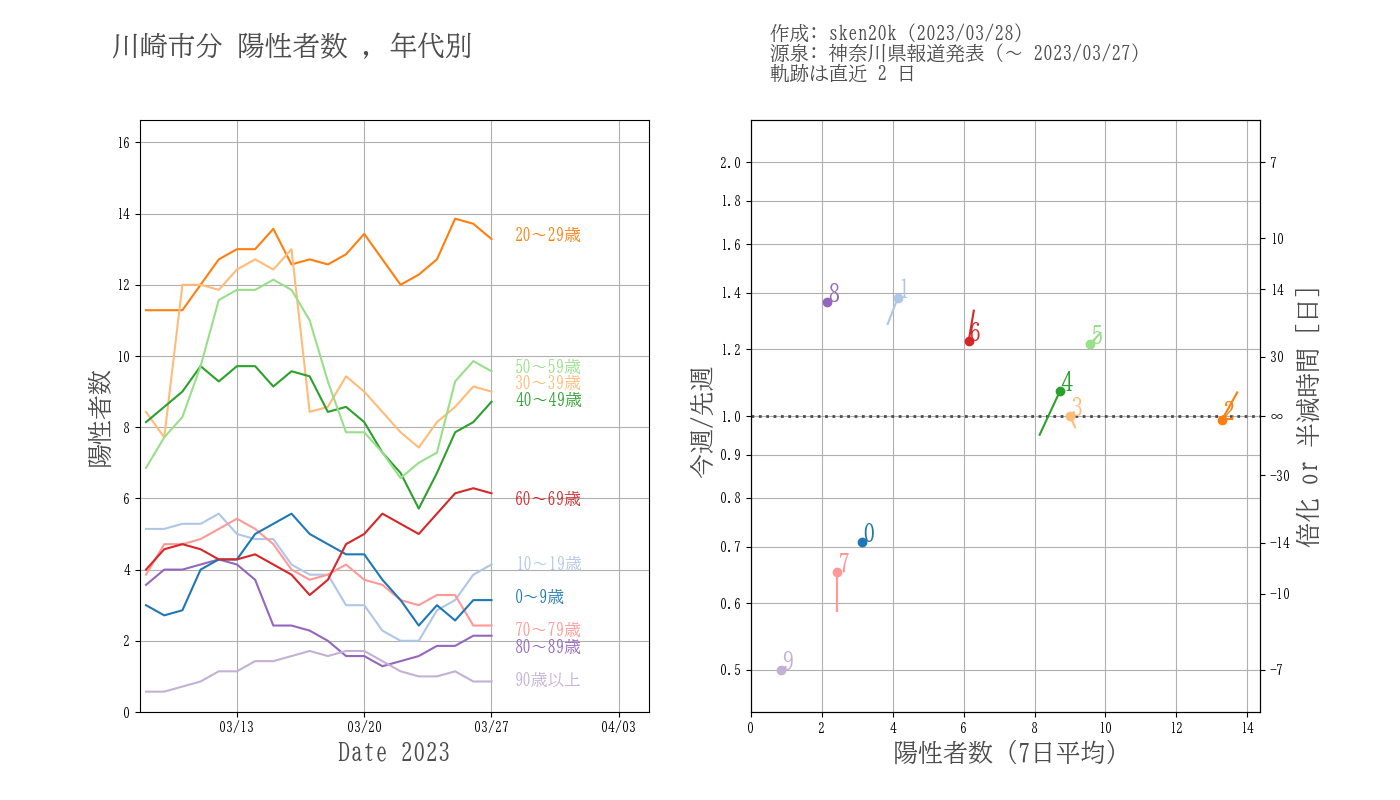 川崎市分 陽性者数 , 年代別
作成: sken20k (2023/03/28)
源泉: 神奈川県報道発表 (～ 2023/03/27)
軌跡は直近 2 日
陽性者数
16
14
12
10
8
6
4
2
0
20～29歳
50～59歳
30～39歳
40～49歳
60～69歳
10～19歳
0～9歳
70～79歳
80～89歳
90歳以上
03/13 03/20 03/27 04/03
Date 2023
今週/先週
2.0
1.8
1.6
1.4
1.2
1.0
0.9
0.8
0.7
0.6
0.5
8
1
6
5
4
3
2
0
7
9
7
10
14
30
∞
−30
−14
−10
−7
倍化 or 半減時間 [日]
0 2 4 6 8 10 12 14
陽性者数 (7日平均)